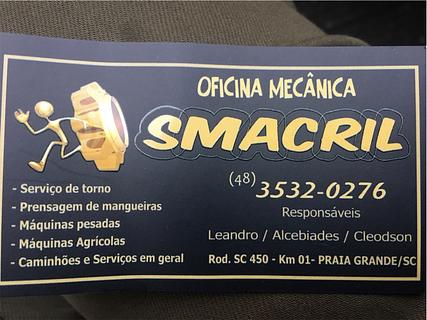 OFICINA MECÂNICA
SMACRIL
(48) 3532-0276
Responsáveis
Leandro / Alcebiades / Cleodson
Rod. SC 450 - Km 01- PRAIA GRANDE/SC
- Serviço de torno
- Prensagem de mangueiras
- Máquinas pesadas
- Máquinas Agrícolas
- Caminhões e Serviços em geral